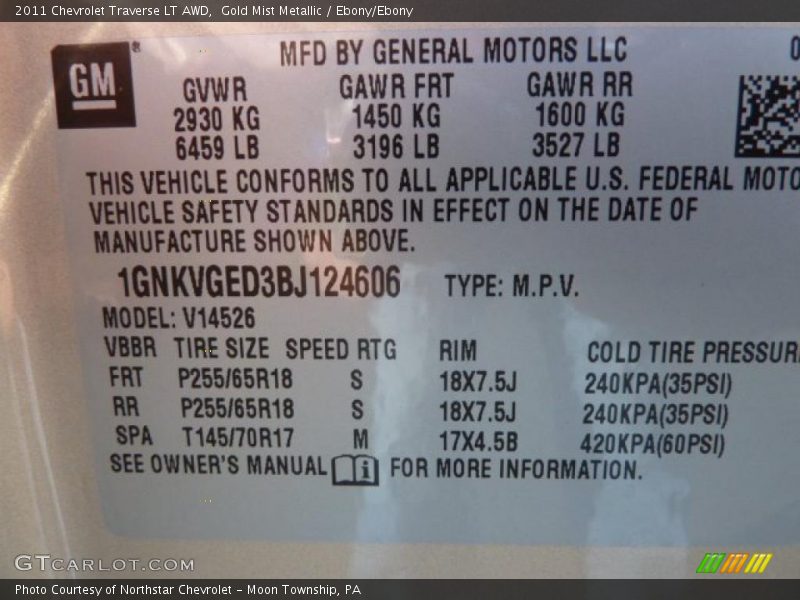 2011 Chevrolet Traverse LT AWD,  Gold Mist Metallic / Ebony/Ebony
GM®
MFD BY GENERAL MOTORS LLC
GVWR GAWR FRT GAWR RR
2930 KG 1450 KG 1600 KG
6459 LB 3196 LB 3527 LB
THIS VEHICLE CONFORMS TO ALL APPLICABLE U.S. FEDERAL MOTO
VEHICLE SAFETY STANDARDS IN EFFECT ON THE DATE OF
MANUFACTURE SHOWN ABOVE.
1GNKVGED3BJ124606 TYPE: M.P.V.
MODEL: V14526
VBBR TIRE SIZE SPEED RTG RIM COLD TIRE PRESSUR
FRT P255/65R18 S 18X7.5J 240KPA(35PSI)
RR P255/65R18 S 18X7.5J 240KPA(35PSI)
SPA T145/70R17 M 17X4.5B 420KPA(60PSI)
SEE OWNER'S MANUAL FOR MORE INFORMATION.
GTCARLOT.COM
Photo Courtesy of Northstar Chevrolet - Moon Township, PA